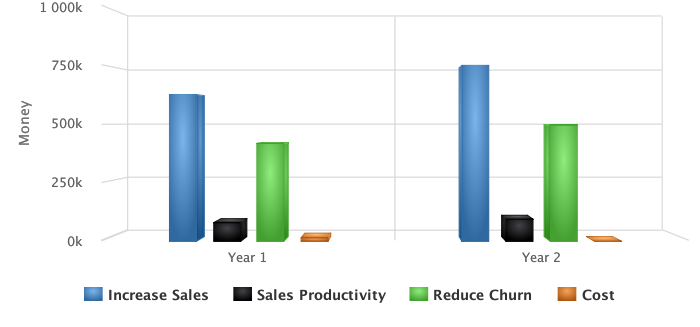 1 000k
750k
500k
250k
0k
Money
Year 1
Year 2
Increase Sales
Sales Productivity
Reduce Churn
Cost